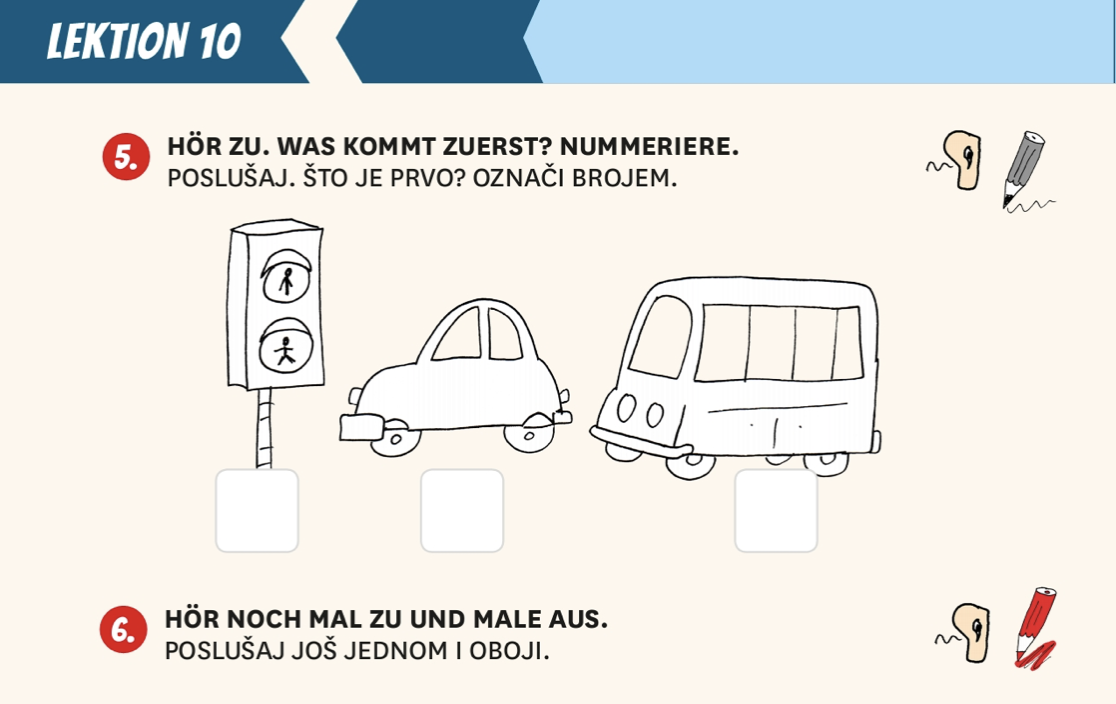 LEKTION 10
5.
HÖR ZU. WAS KOMMT ZUERST? NUMMERIERE.
POSLUŠAJ. ŠTO JE PRVO? OZNAČI BROJEM.
6.
HÖR NOCH MAL ZU UND MALE AUS.
POSLUŠAJ JOŠ JEDNOM I OBOJI.